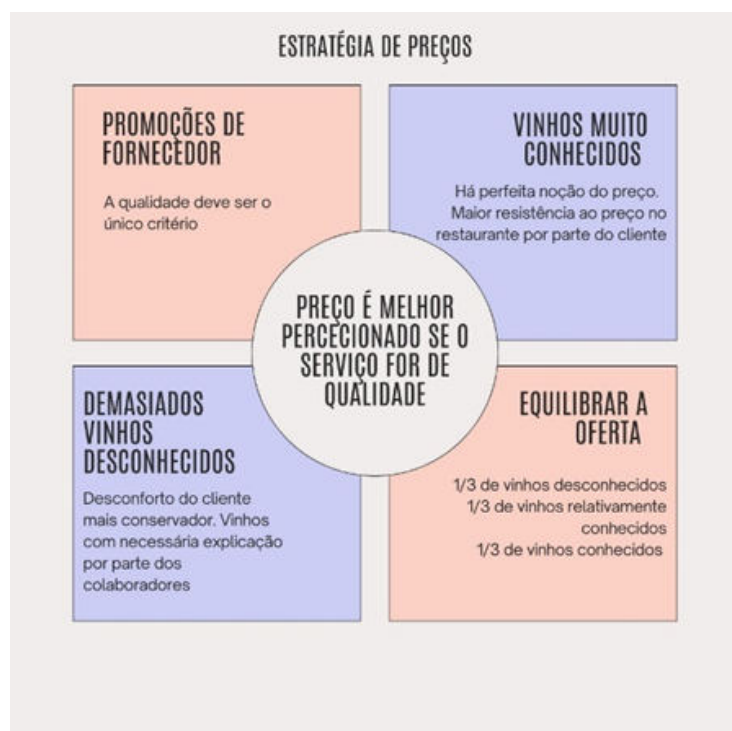 ESTRATÉGIA DE PREÇOS
PROMOÇÕES DE
FORNECEDOR
A qualidade deve ser o
único critério
VINHOS MUITO
CONHECIDOS
Há perfeita noção do preço.
Maior resistência ao preço no
restaurante por parte do cliente
PREÇO É MELHOR
PERCECIONADO SE O
SERVIÇO FOR DE
QUALIDADE
DEMASIADOS
VINHOS
DESCONHECIDOS
Desconforto do cliente
mais conservador. Vinhos
com necessária explicação
por parte dos
colaboradores
EQUILIBRAR A
OFERTA
1/3 de vinhos desconhecidos
1/3 de vinhos relativamente
conhecidos
1/3 de vinhos conhecidos